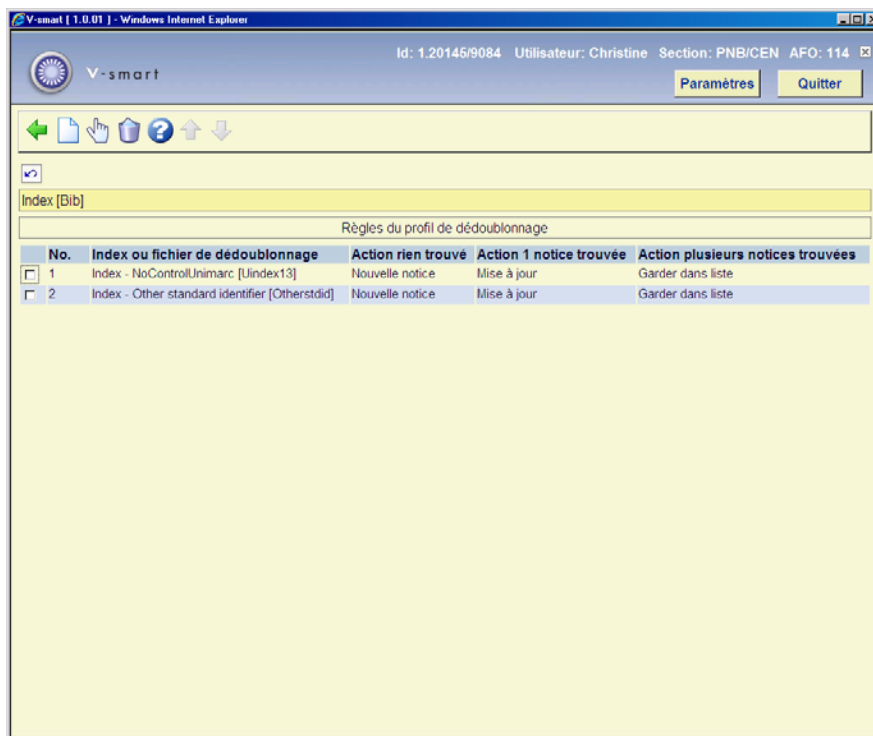 V-smart [ 1.0.01 ] - Windows Internet Explorer
Id: 1.20145/9084 Utilisateur: Christine Section: PNB/CEN AFO: 114
V-smart
Paramètres Quitter
Index [Bib]
Règles du profil de dédoublonnage
No. Index ou fichier de dédoublonnage Action rien trouvé Action 1 notice trouvée Action plusieurs notices trouvées
1 Index - NoControlUnimarc [Uindex13] Nouvelle notice Mise à jour Garder dans liste
2 Index - Other standard identifier [Otherstdid] Nouvelle notice Mise à jour Garder dans liste